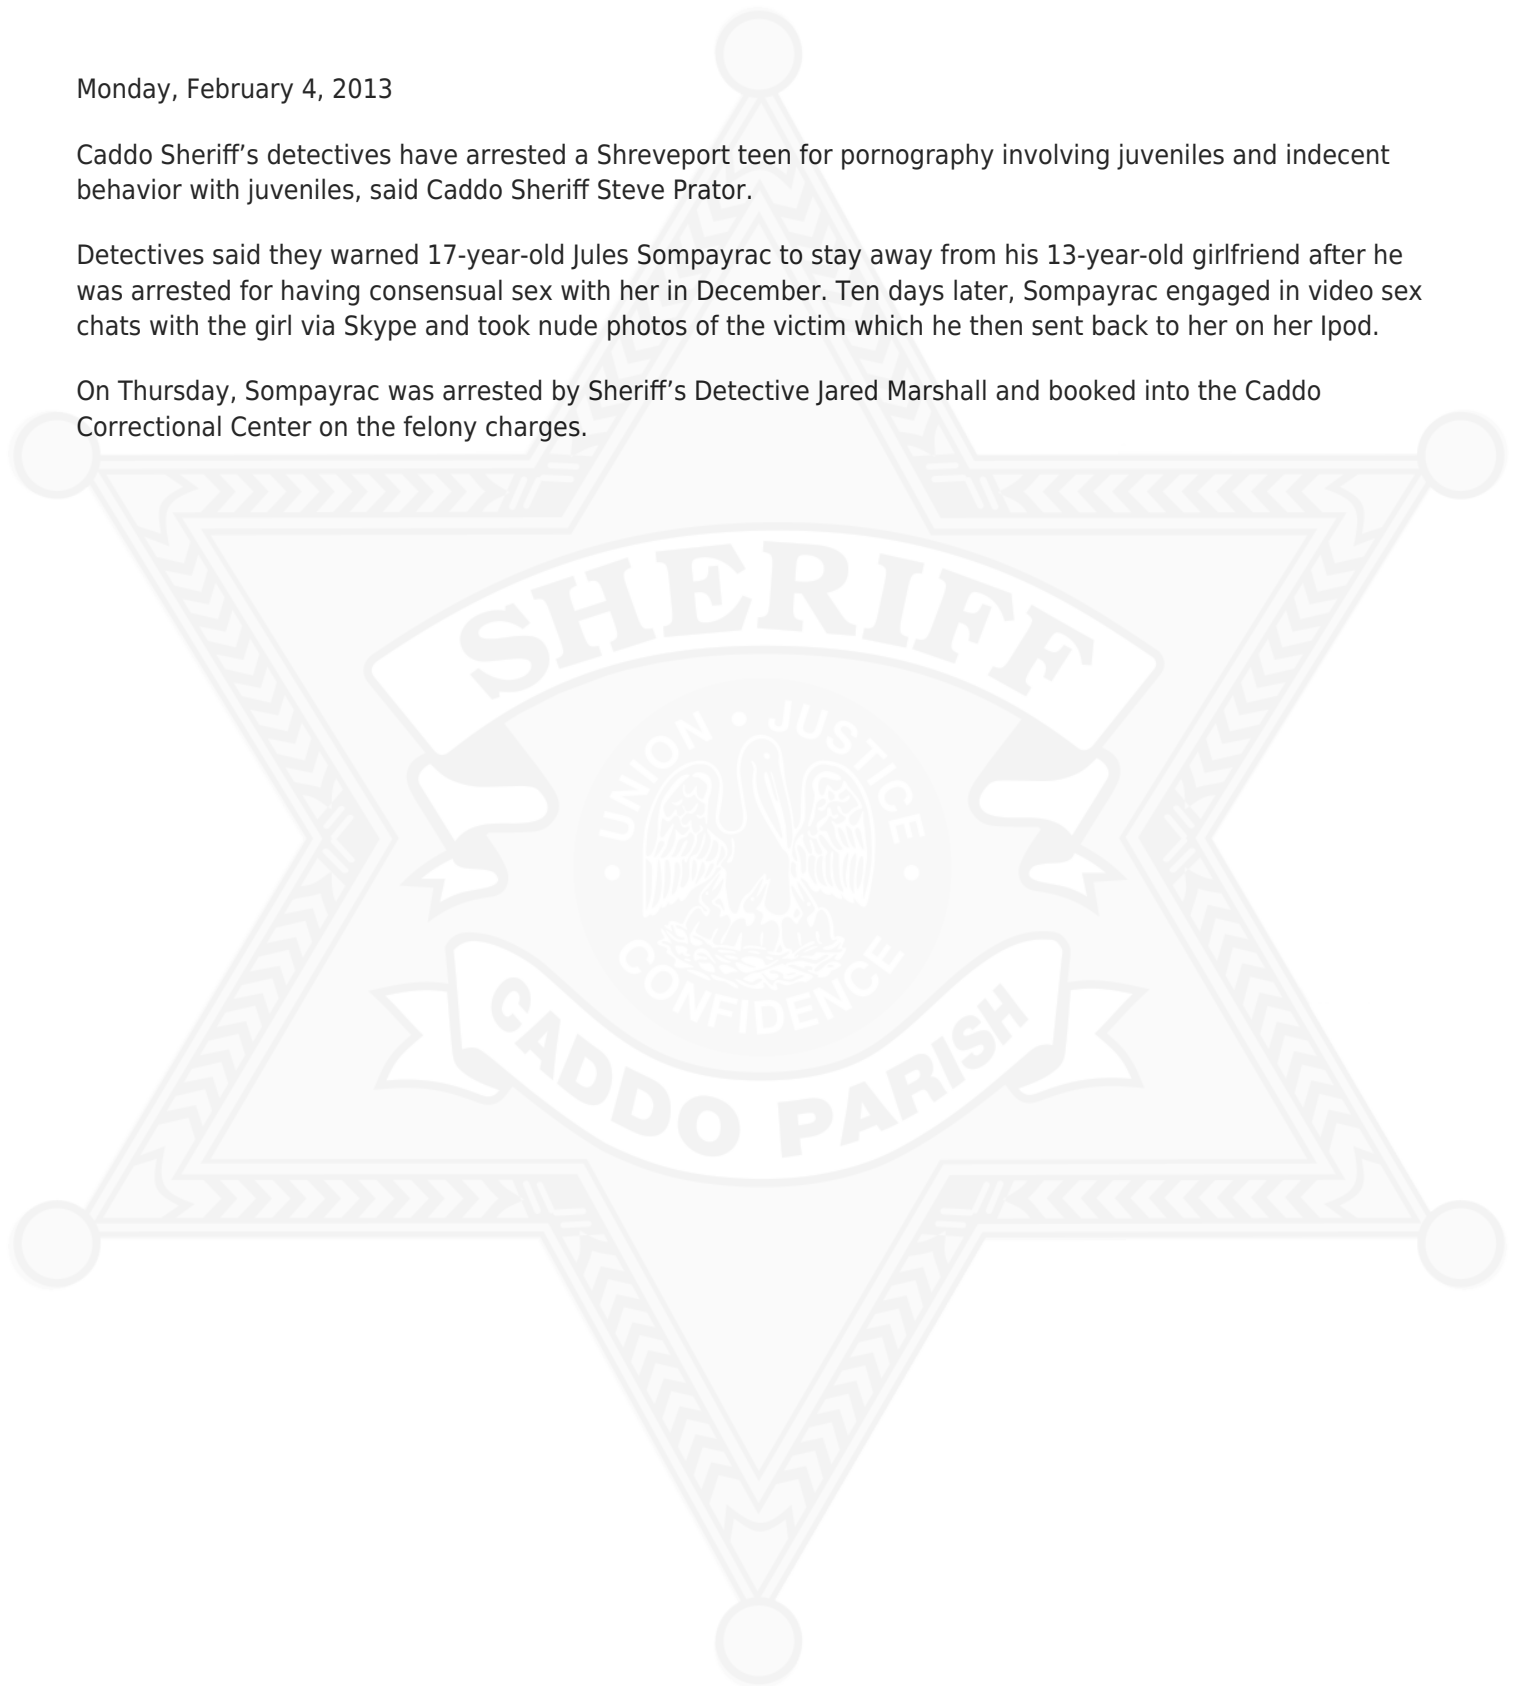 Monday, February 4, 2013
Caddo Sheriff’s detectives have arrested a Shreveport teen for pornography involving juveniles and indecent
behavior with juveniles, said Caddo Sheriff Steve Prator.
Detectives said they warned 17-year-old Jules Sompayrac to stay away from his 13-year-old girlfriend after he
was arrested for having consensual sex with her in December. Ten days later, Sompayrac engaged in video sex
chats with the girl via Skype and took nude photos of the victim which he then sent back to her on her Ipod.
On Thursday, Sompayrac was arrested by Sheriff’s Detective Jared Marshall and booked into the Caddo
Correctional Center on the felony charges.
SHERIFF
UNION • JUSTICE
• CONFIDENCE •
CADDO PARISH